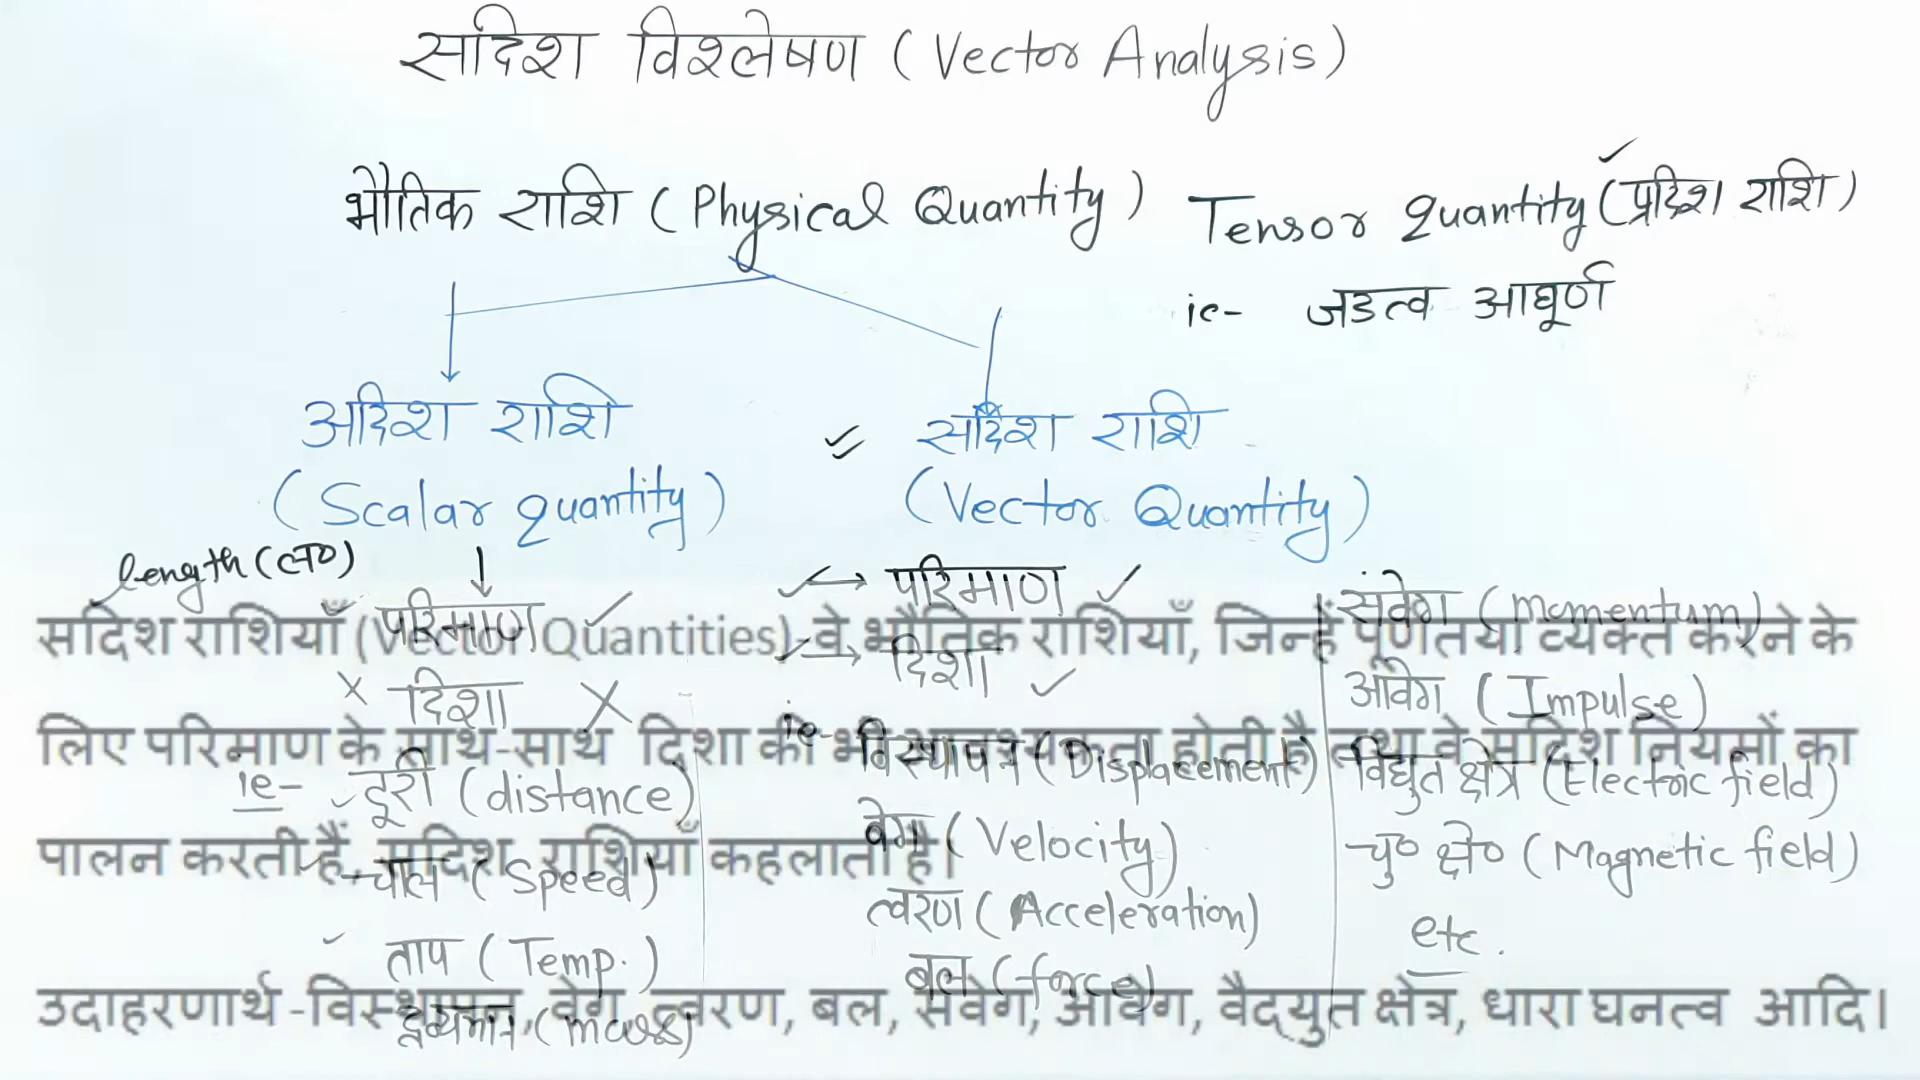 सदिश विश्लेषण (Vector Analysis)
भौतिक राशि (Physical Quantity)
Tensor quantity (प्रदिश राशि)
ie- जडत्व आघूर्ण
अदिश राशि
(Scalar quantity)
सदिश राशि
(Vector Quantity)
length (ल०)
परिमाण
दिशा
ie- दूरी (distance)
चाल (Speed)
ताप (Temp.)
द्रव्यमान (mass)
परिमाण
दिशा
ie- विस्थापन (Displacement)
वेग (Velocity)
त्वरण (Acceleration)
बल (force)
संवेग (Momentum)
आवेग (Impulse)
विद्युत क्षेत्र (Electric field)
चु० क्षे० (Magnetic field)
etc.
सदिश राशियाँ (Vector Quantities)- वे भौतिक राशियाँ, जिन्हें पूर्णतया व्यक्त करने के
लिए परिमाण के साथ-साथ दिशा की भी आवश्यकता होती है तथा वे सदिश नियमों का
पालन करती हैं, सदिश राशियाँ कहलाती है।
उदाहरणार्थ -विस्थापन, वेग, त्वरण, बल, संवेग, आवेग, वैदयुत क्षेत्र, धारा घनत्व आदि।